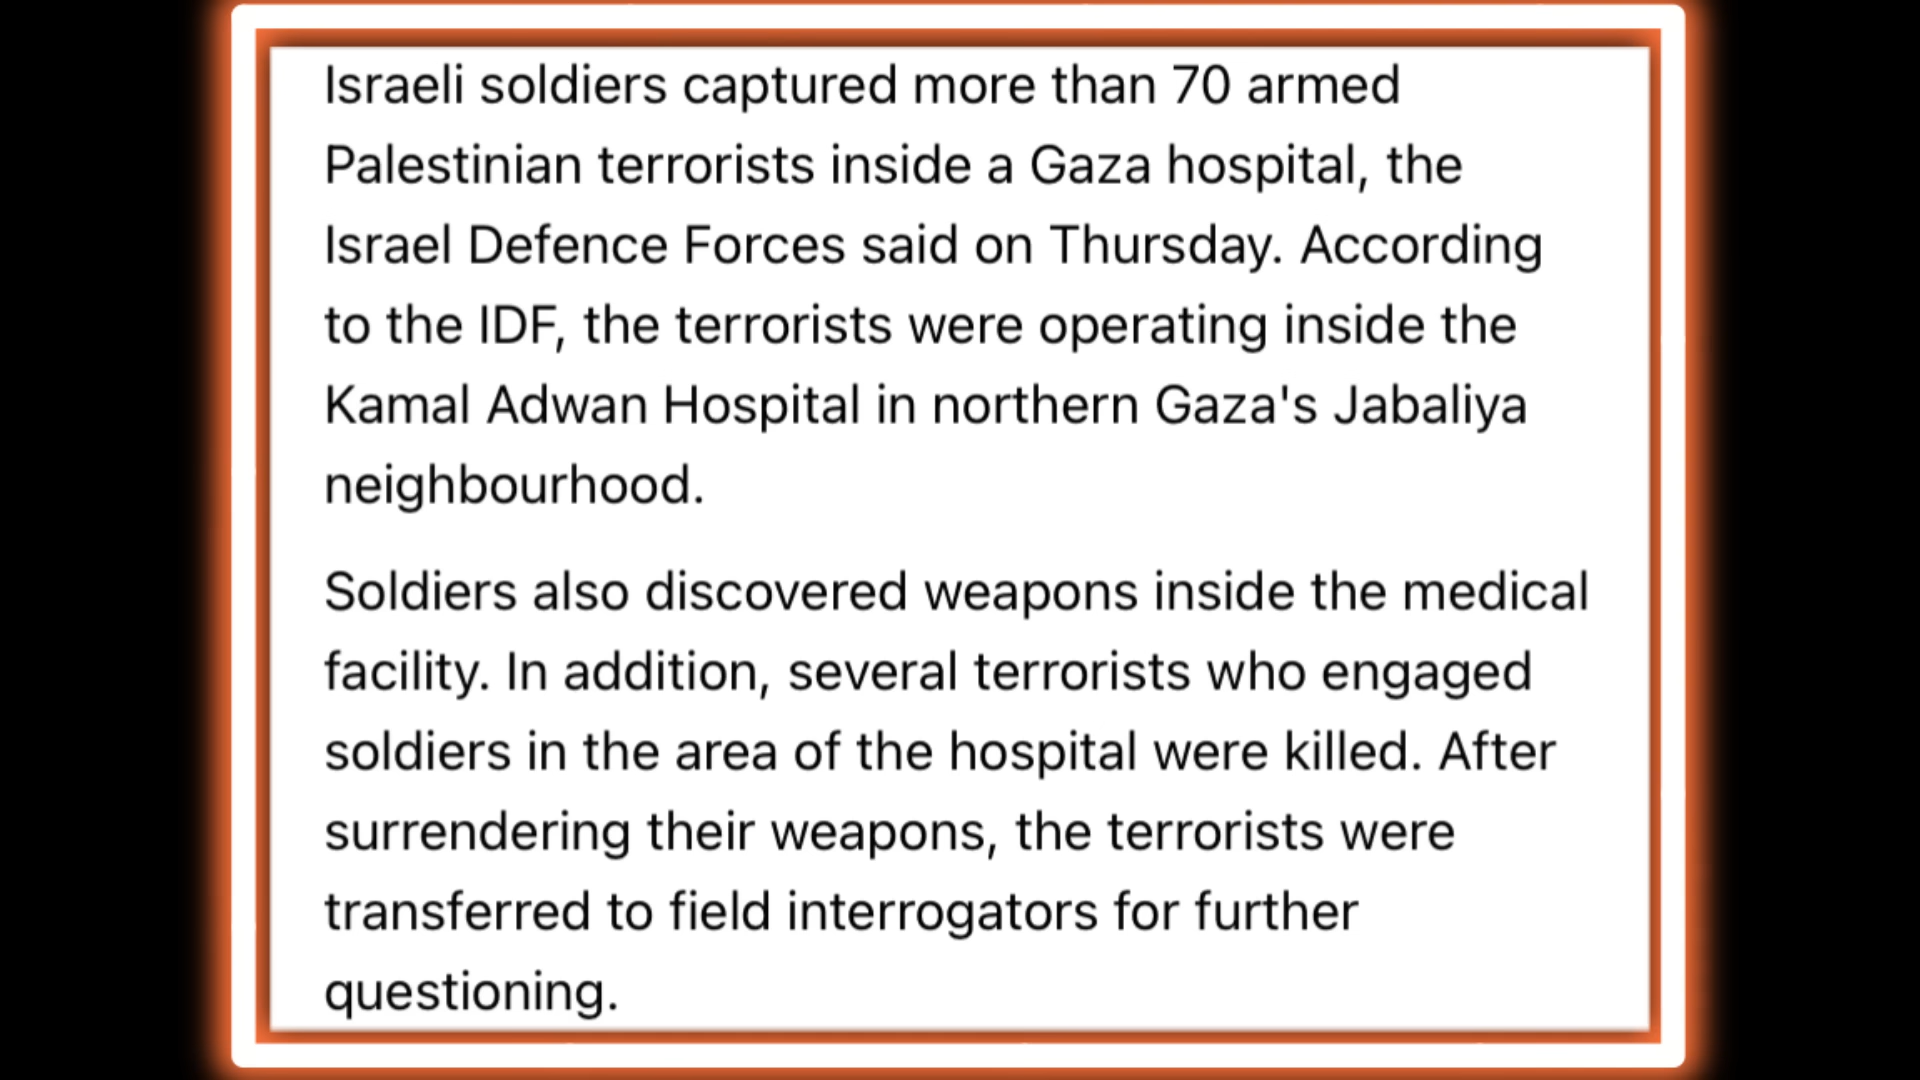 Israeli soldiers captured more than 70 armed
Palestinian terrorists inside a Gaza hospital, the
Israel Defence Forces said on Thursday. According
to the IDF, the terrorists were operating inside the
Kamal Adwan Hospital in northern Gaza's Jabaliya
neighbourhood.
Soldiers also discovered weapons inside the medical
facility. In addition, several terrorists who engaged
soldiers in the area of the hospital were killed. After
surrendering their weapons, the terrorists were
transferred to field interrogators for further
questioning.